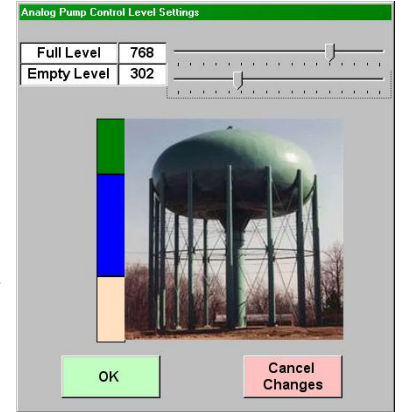 Analog Pump Control Level Settings
Full Level 768
Empty Level 302
OK
Cancel
Changes